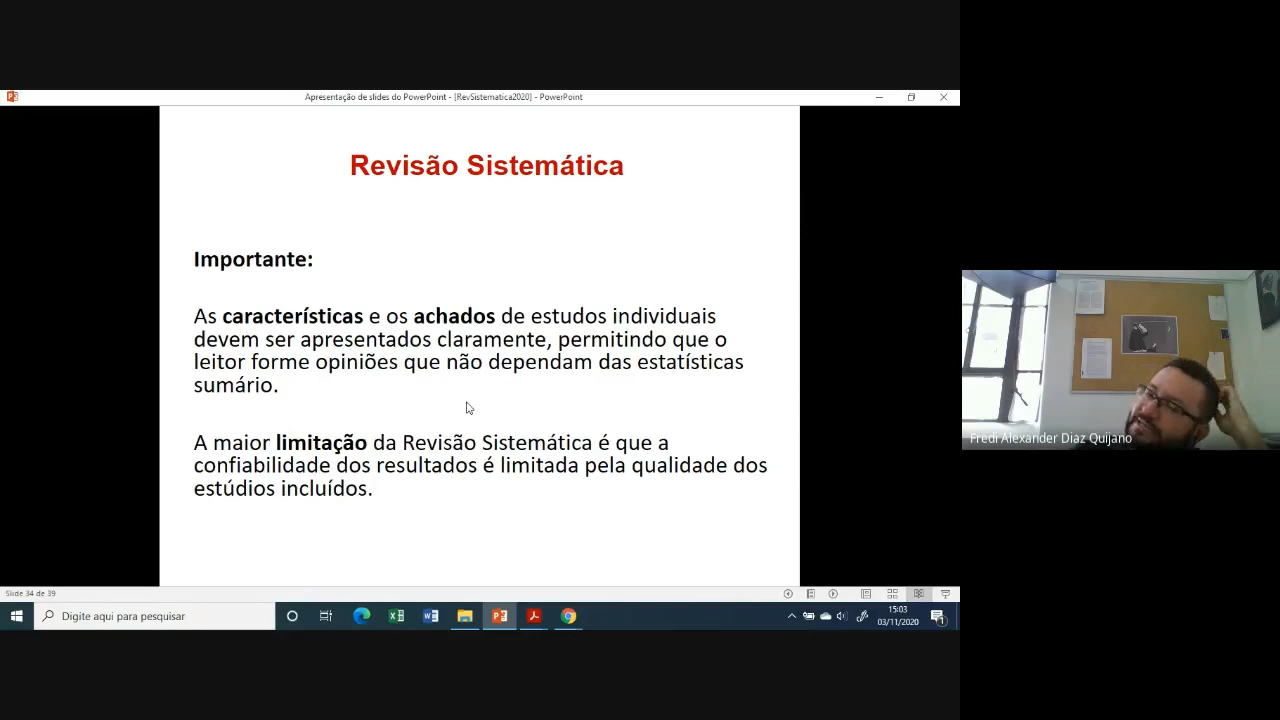 Apresentação de slides do PowerPoint - [RevSistematica2020] - PowerPoint
Revisão Sistemática
Importante:
As características e os achados de estudos individuais
devem ser apresentados claramente, permitindo que o
leitor forme opiniões que não dependam das estatísticas
sumário.
A maior limitação da Revisão Sistemática é que a
confiabilidade dos resultados é limitada pela qualidade dos
estúdios incluídos.
Fredi Alexander Diaz Quijano
Slide 34 de 39
Digite aqui para pesquisar
15:03
03/11/2020